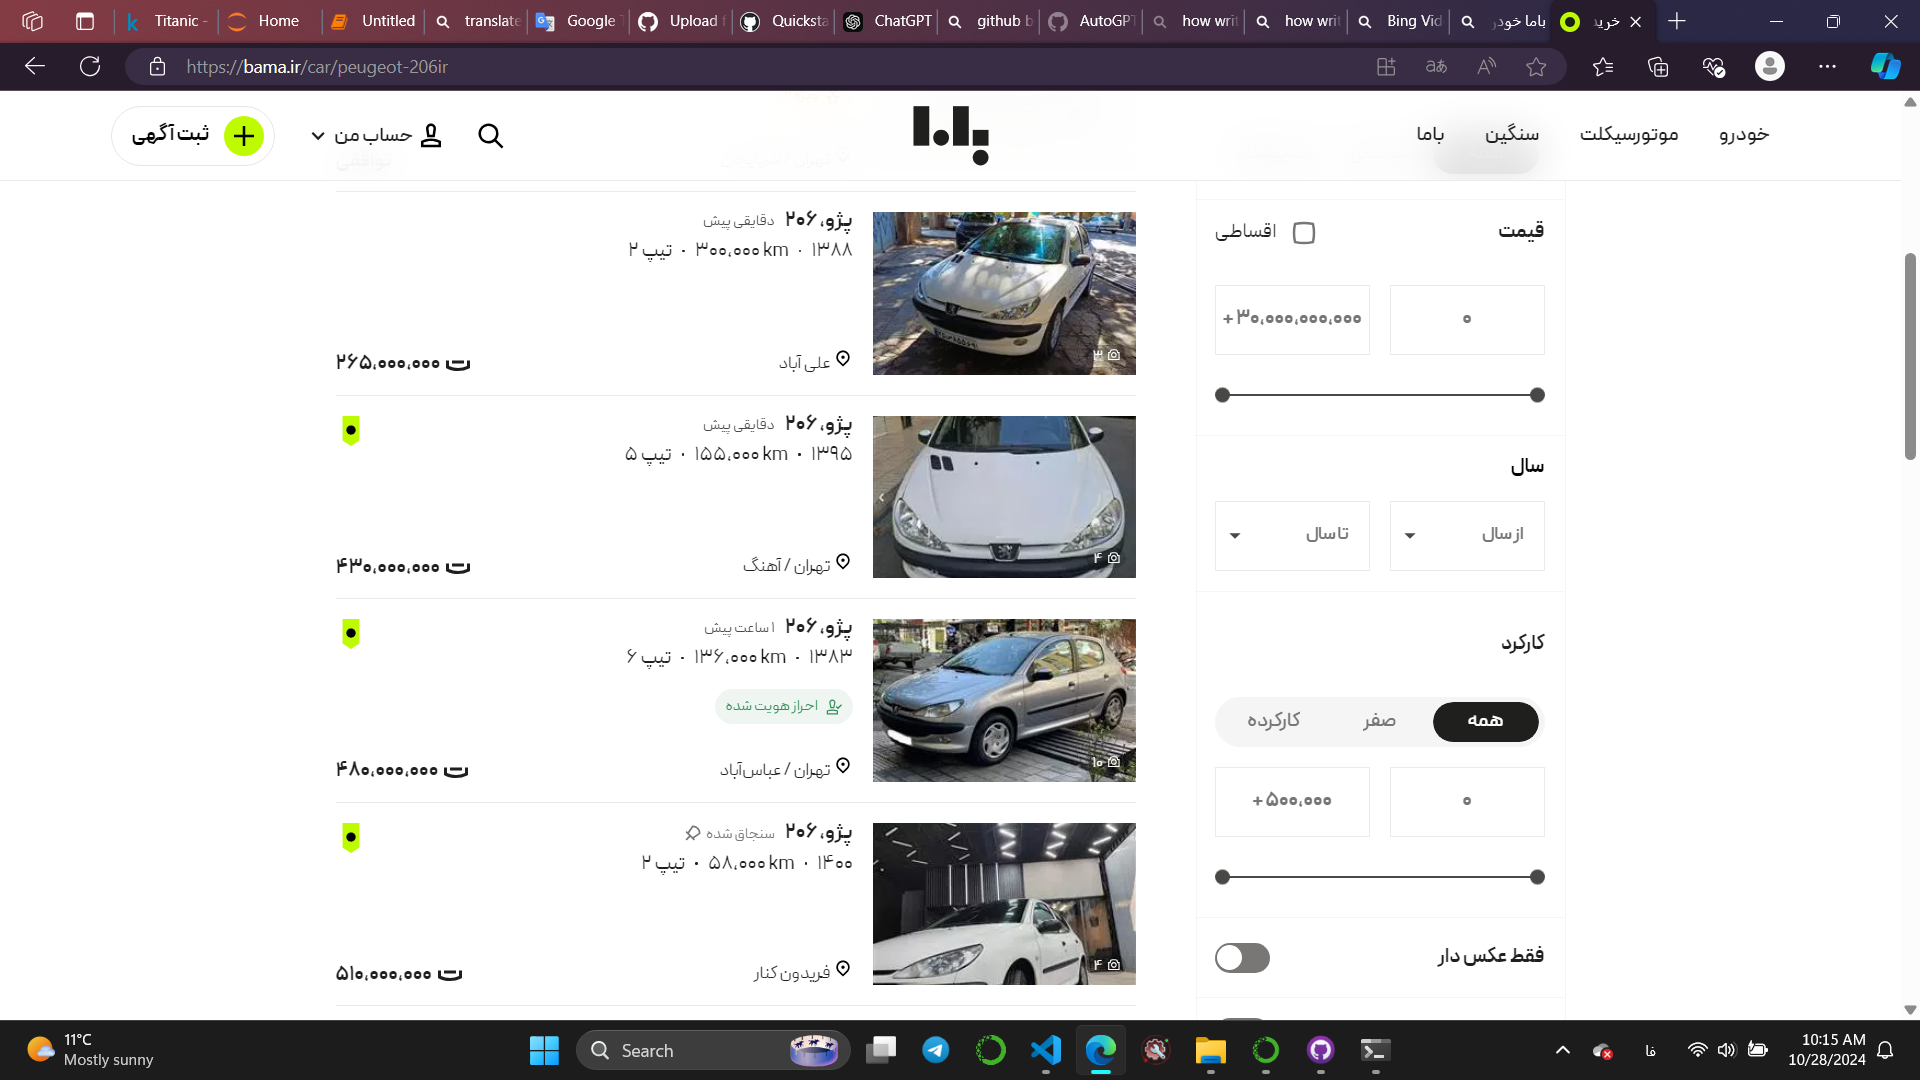 Titanic -
Home
Untitled
translate
Google T
Upload f
Quicksta
ChatGPT
github b
AutoGPT
how writ
how writ
Bing Vid
باما خودر
خرید
https://bama.ir/car/peugeot-206ir
خودرو
موتورسیکلت
سنگین
باما
حساب من
ثبت آگهی
پژو، ۲۰۶ دقایقی پیش
۱۳۸۸ · ۳۰۰,۰۰۰ km · تیپ ۲
علی آباد
۲۶۵,۰۰۰,۰۰۰
۳
پژو، ۲۰۶ دقایقی پیش
۱۳۹۵ · ۱۵۵,۰۰۰ km · تیپ ۵
تهران / آهنگ
۴۳۰,۰۰۰,۰۰۰
۴
پژو، ۲۰۶ ۱ ساعت پیش
۱۳۸۳ · ۱۳۶,۰۰۰ km · تیپ ۶
احراز هویت شده
تهران / عباس‌آباد
۴۸۰,۰۰۰,۰۰۰
۱۰
پژو، ۲۰۶ سنجاق شده
۱۴۰۰ · ۵۸,۰۰۰ km · تیپ ۲
فریدون کنار
۵۱۰,۰۰۰,۰۰۰
۴
قیمت
اقساطی
۰
۳۰,۰۰۰,۰۰۰,۰۰۰+
سال
از سال
تا سال
کارکرد
همه
صفر
کارکرده
۰
۵۰۰,۰۰۰+
فقط عکس دار
11°C
Mostly sunny
Search
فا
10:15 AM
10/28/2024